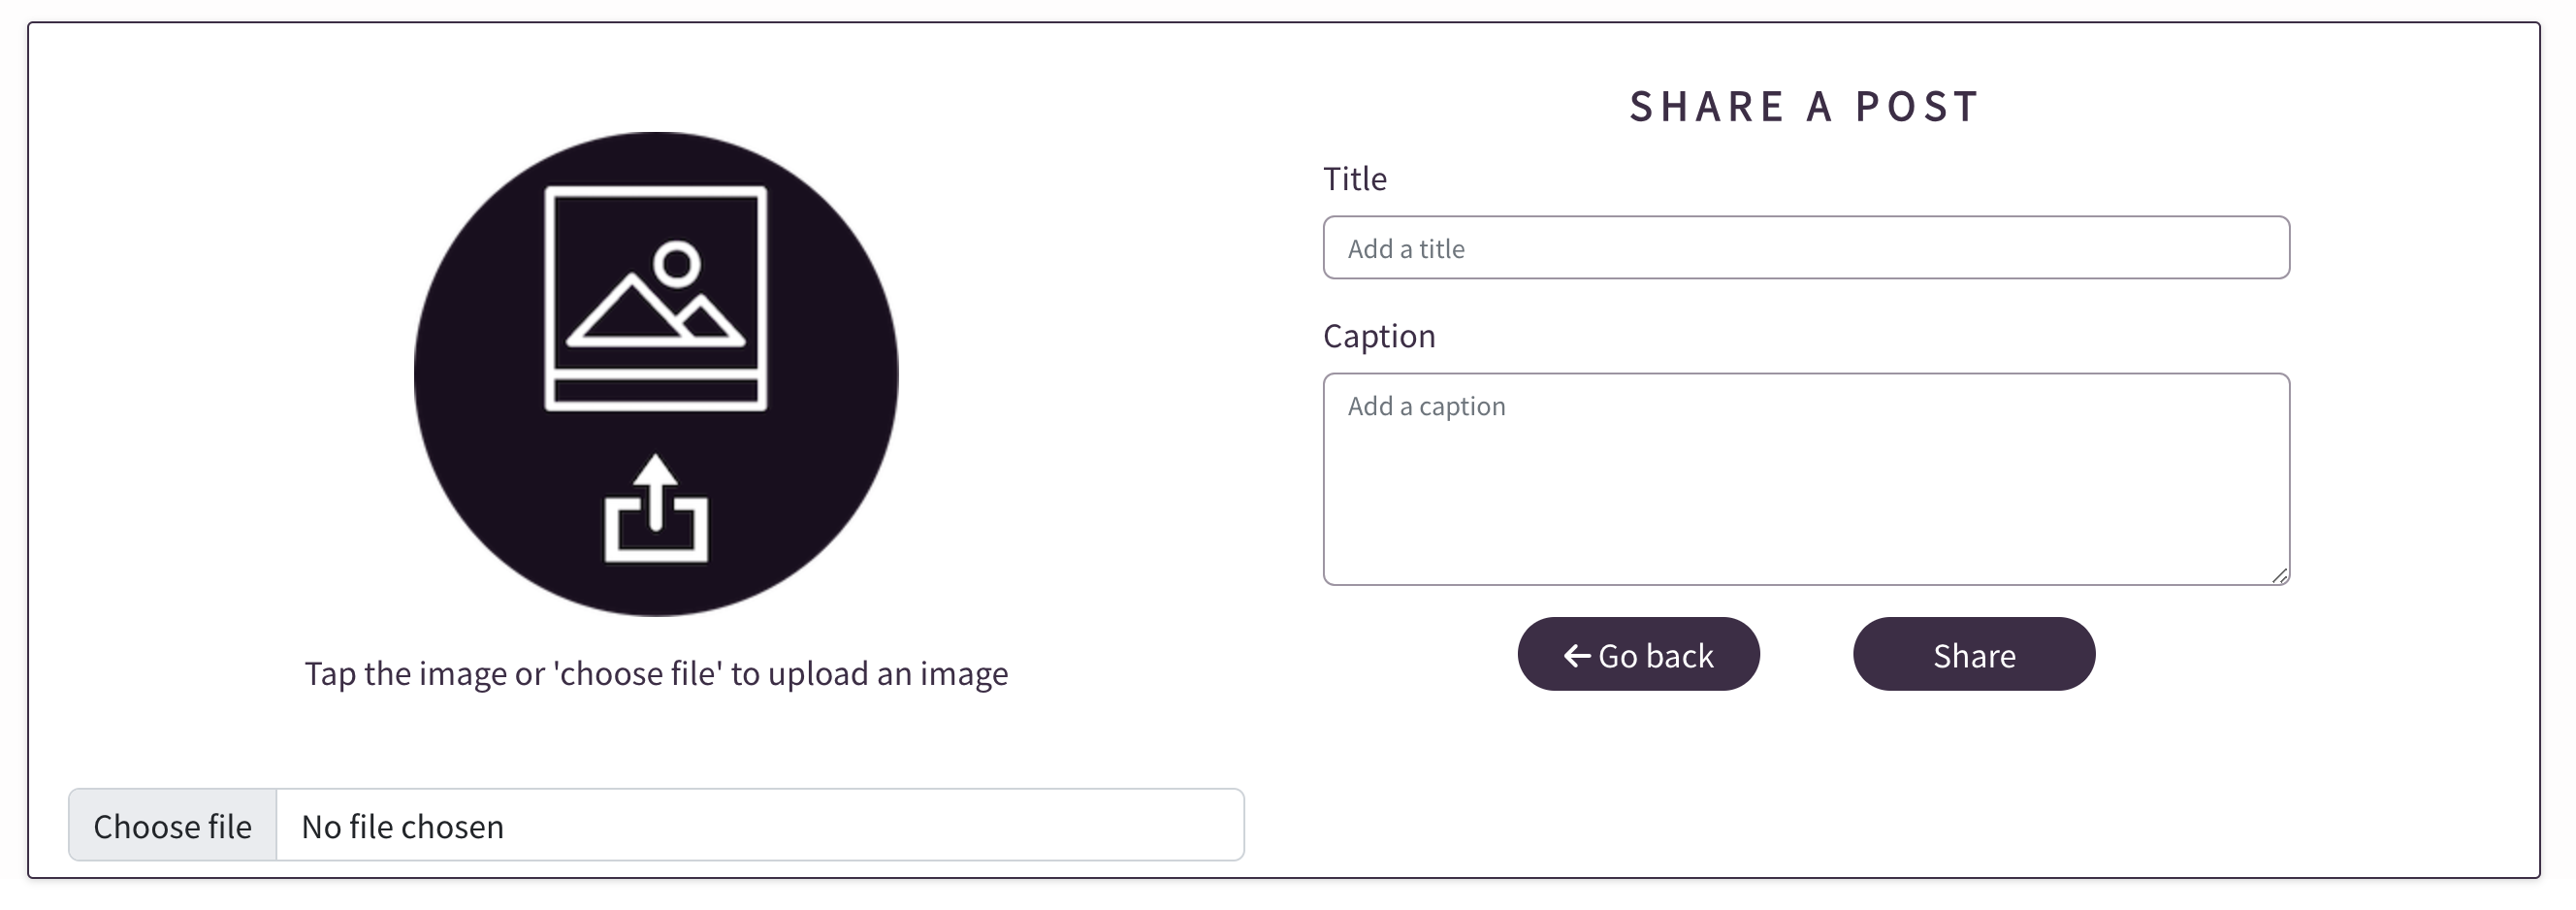 SHARE A POST
Title
Add a title
Caption
Add a caption
Go back
Share
Tap the image or 'choose file' to upload an image
Choose file
No file chosen